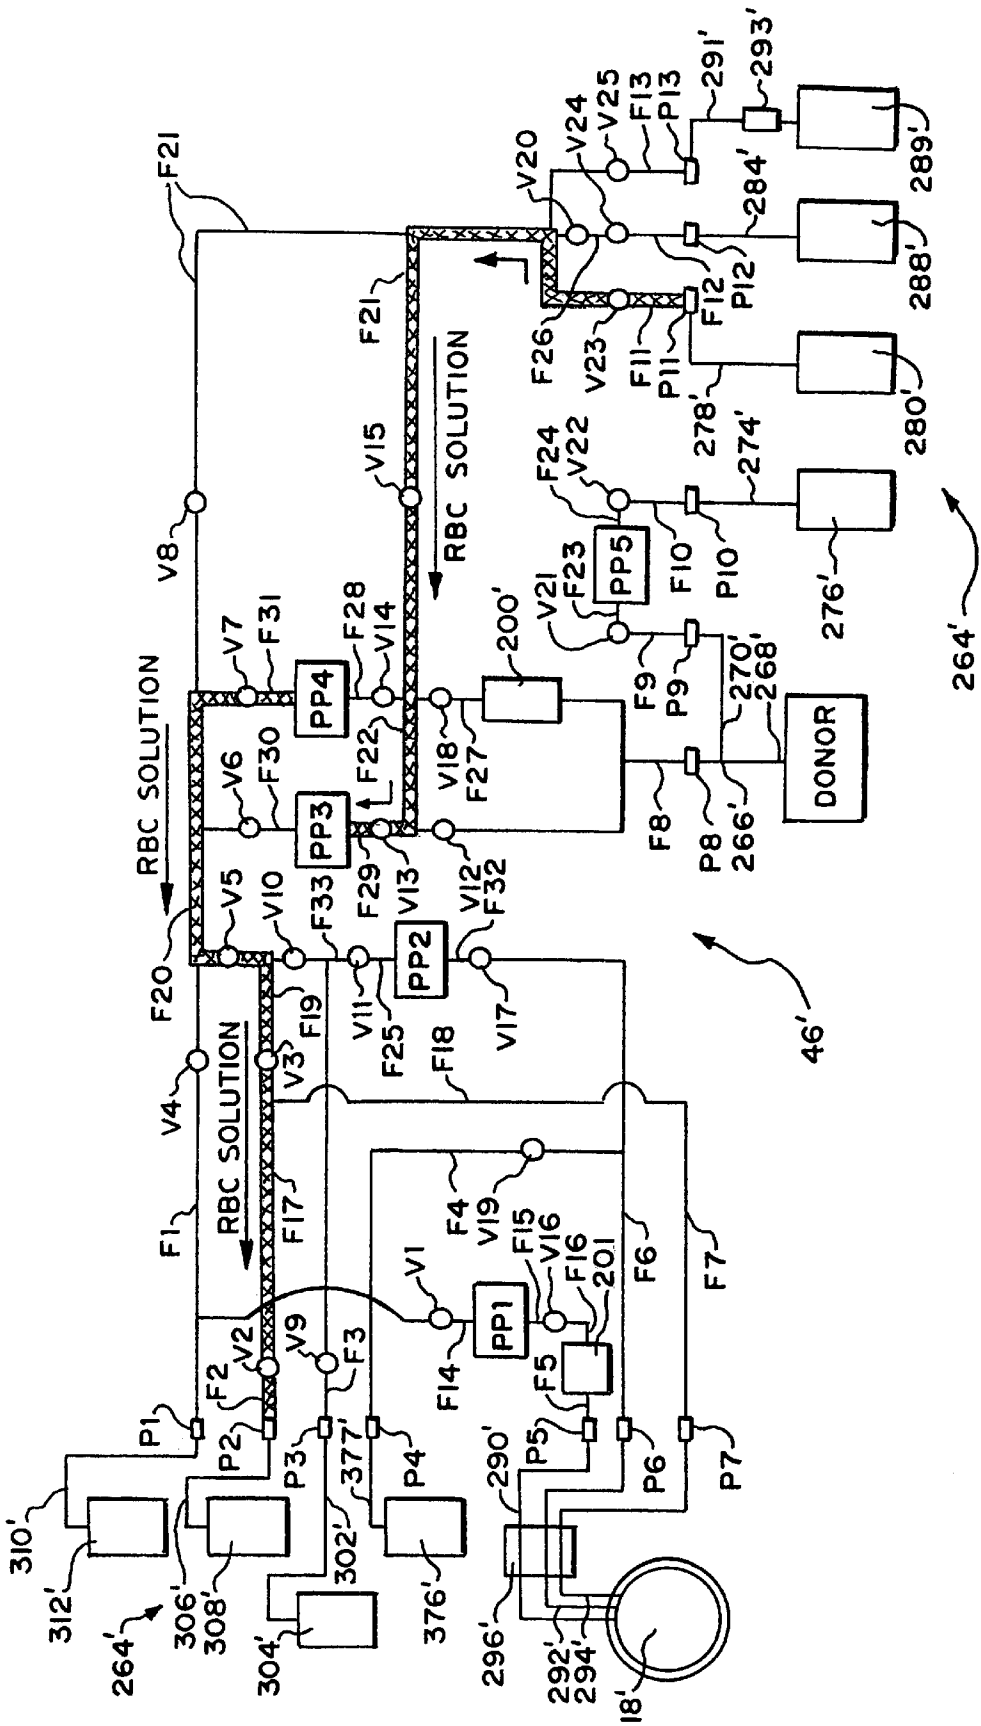 310'
312'
264'
306'
308'
304'
302'
377'
376'
296'
292'
294'
18'
290'
P1
P2
P3
P4
P5
P6
P7
F1
F2
V2
V9
F3
F14
V1
PP1
F15
V16
F16
201
F5
F6
F7
F4
V19
F17
F18
RBC SOLUTION
V4
V3
F19
F20
V5
V10
F33
V11
F25
PP2
F32
V17
RBC SOLUTION
V6
F30
PP3
F29
V13
V12
V7
F31
PP4
F28
V14
F22
V18
F27
200'
F8
P8
266'
268'
270'
DONOR
46'
V8
F21
F21
V15
RBC SOLUTION
V21
F23
PP5
F24
V22
F9
P9
F10
P10
274'
276'
264'
V20
V24
V25
F26
V23
F11
P11
F12
P12
F13
P13
278'
280'
284'
288'
291'
293'
289'